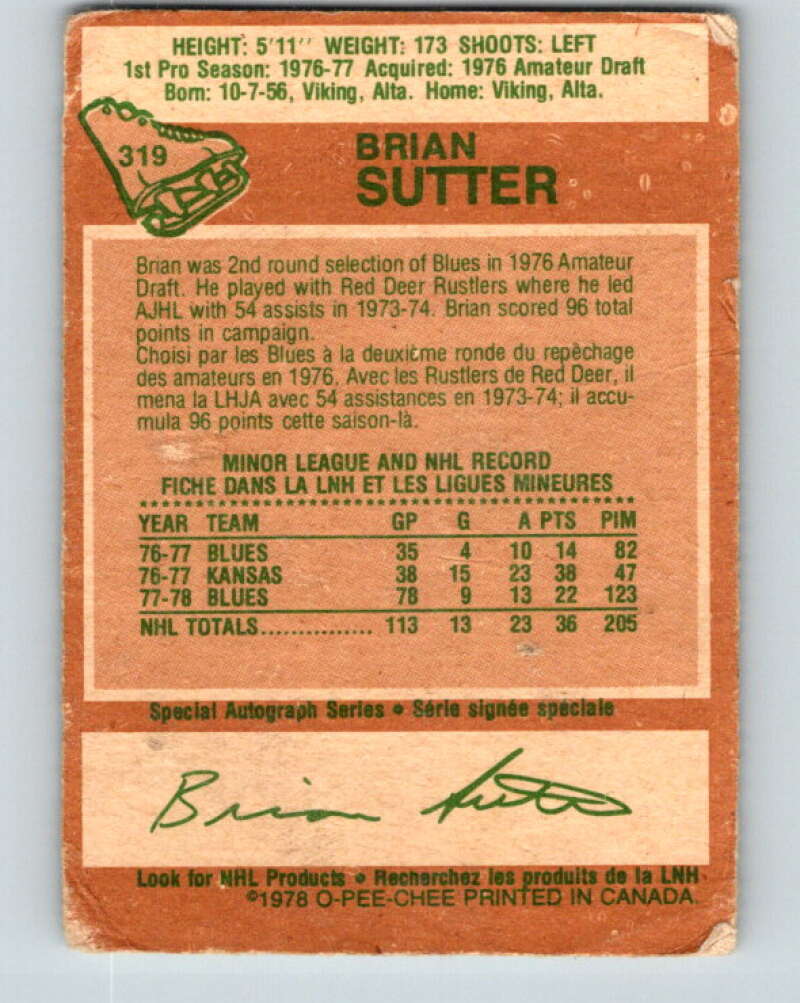 HEIGHT: 5'11" WEIGHT: 173 SHOOTS: LEFT
1st Pro Season: 1976-77 Acquired: 1976 Amateur Draft
Born: 10-7-56, Viking, Alta. Home: Viking, Alta.
319
BRIAN
SUTTER
Brian was 2nd round selection of Blues in 1976 Amateur
Draft. He played with Red Deer Rustlers where he led
AJHL with 54 assists in 1973-74. Brian scored 96 total
points in campaign.
Choisi par les Blues à la deuxième ronde du repèchage
des amateurs en 1976. Avec les Rustlers de Red Deer, il
mena la LHJA avec 54 assistances en 1973-74; il accu-
mula 96 points cette saison-là.
MINOR LEAGUE AND NHL RECORD
FICHE DANS LA LNH ET LES LIGUES MINEURES
YEAR TEAM GP G A PTS PIM
76-77 BLUES 35 4 10 14 82
76-77 KANSAS 38 15 23 38 47
77-78 BLUES 78 9 13 22 123
NHL TOTALS............... 113 13 23 36 205
Special Autograph Series • Série signée spéciale
Brian Sutter
Look for NHL Products • Recherchez les produits de la LNH
©1978 O-PEE-CHEE PRINTED IN CANADA.